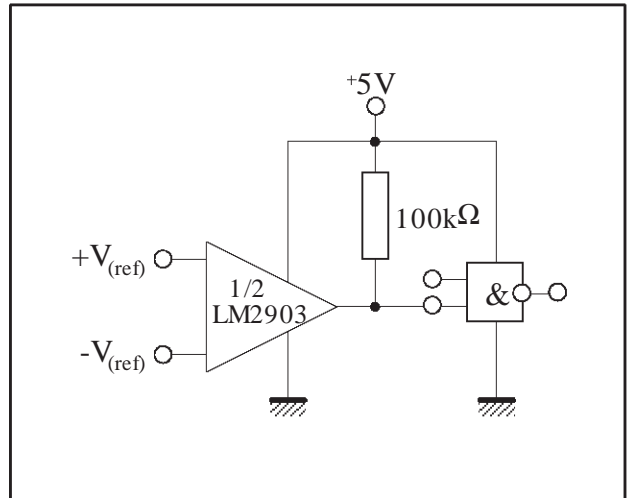 +5V
100kΩ
+V(ref)
1/2
LM2903
&
-V(ref)